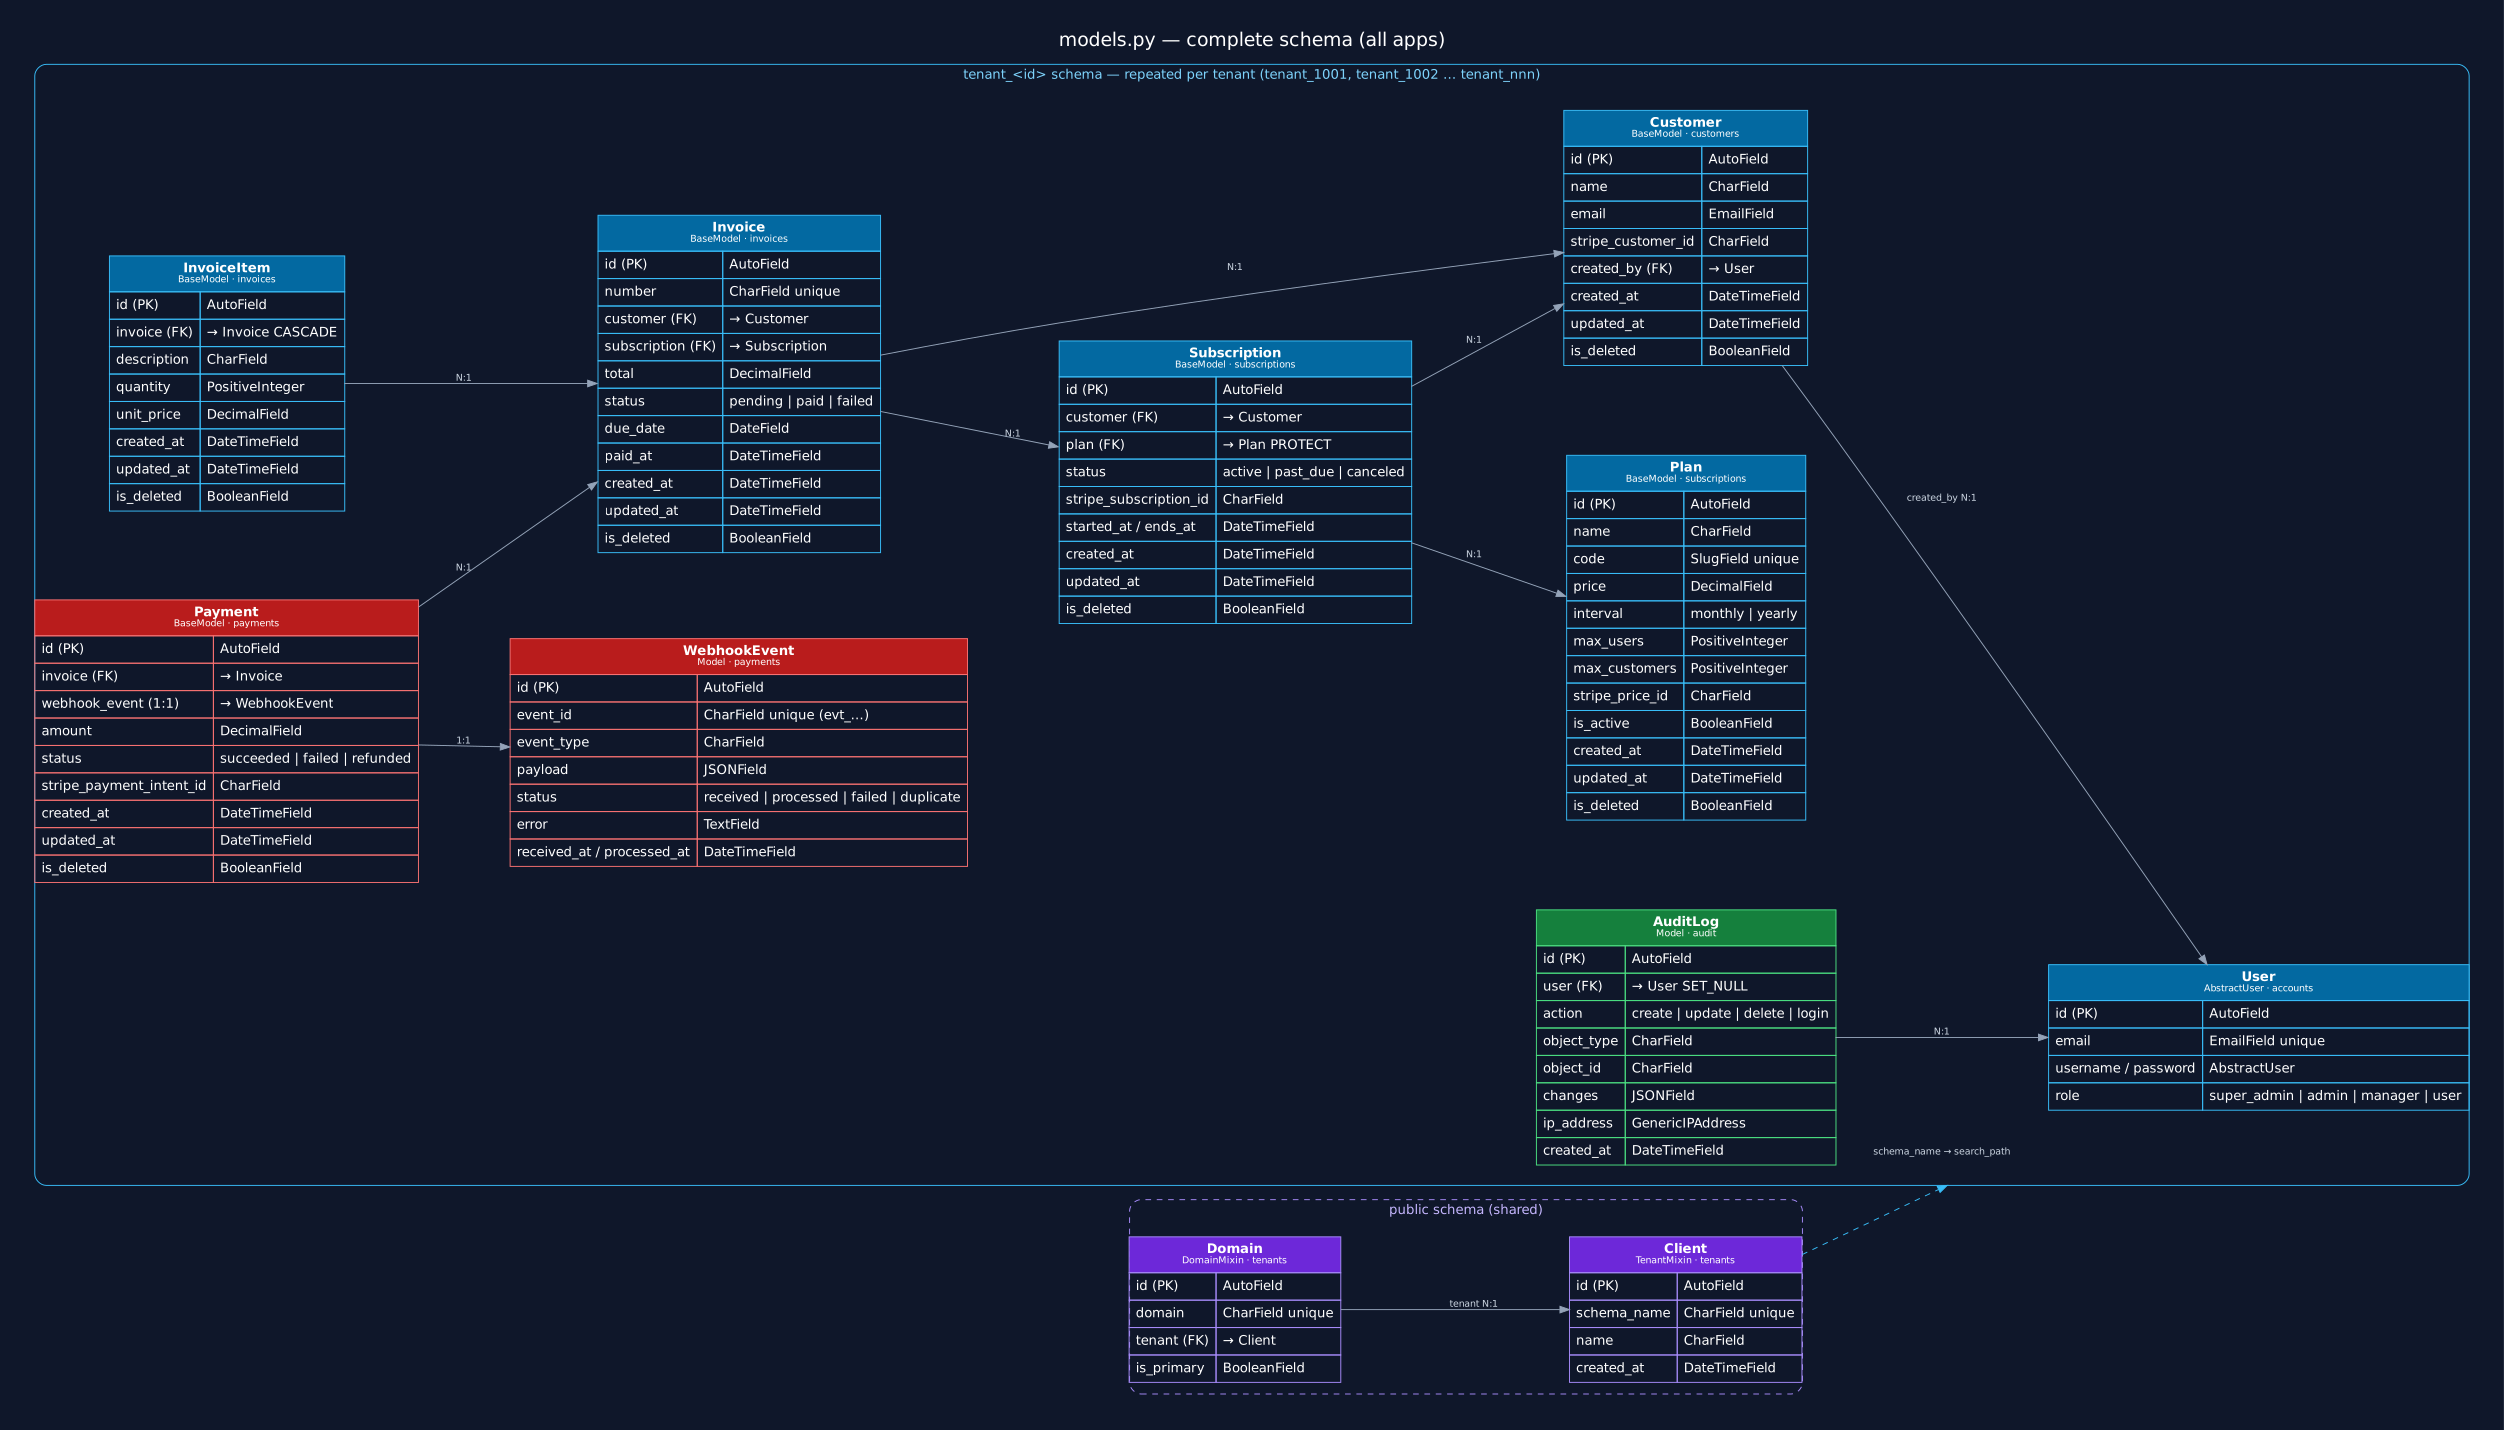 models.py — complete schema (all apps)
tenant_<id> schema — repeated per tenant (tenant_1001, tenant_1002 ... tenant_nnn)
InvoiceItem
BaseModel · invoices
id (PK) AutoField
invoice (FK) → Invoice CASCADE
description CharField
quantity PositiveInteger
unit_price DecimalField
created_at DateTimeField
updated_at DateTimeField
is_deleted BooleanField
N:1
Invoice
BaseModel · invoices
id (PK) AutoField
number CharField unique
customer (FK) → Customer
subscription (FK) → Subscription
total DecimalField
status pending | paid | failed
due_date DateField
paid_at DateTimeField
created_at DateTimeField
updated_at DateTimeField
is_deleted BooleanField
N:1
N:1
Subscription
BaseModel · subscriptions
id (PK) AutoField
customer (FK) → Customer
plan (FK) → Plan PROTECT
status active | past_due | canceled
stripe_subscription_id CharField
started_at / ends_at DateTimeField
created_at DateTimeField
updated_at DateTimeField
is_deleted BooleanField
N:1
N:1
Customer
BaseModel · customers
id (PK) AutoField
name CharField
email EmailField
stripe_customer_id CharField
created_by (FK) → User
created_at DateTimeField
updated_at DateTimeField
is_deleted BooleanField
created_by N:1
Plan
BaseModel · subscriptions
id (PK) AutoField
name CharField
code SlugField unique
price DecimalField
interval monthly | yearly
max_users PositiveInteger
max_customers PositiveInteger
stripe_price_id CharField
is_active BooleanField
created_at DateTimeField
updated_at DateTimeField
is_deleted BooleanField
N:1
Payment
BaseModel · payments
id (PK) AutoField
invoice (FK) → Invoice
webhook_event (1:1) → WebhookEvent
amount DecimalField
status succeeded | failed | refunded
stripe_payment_intent_id CharField
created_at DateTimeField
updated_at DateTimeField
is_deleted BooleanField
1:1
WebhookEvent
Model · payments
id (PK) AutoField
event_id CharField unique (evt_...)
event_type CharField
payload JSONField
status received | processed | failed | duplicate
error TextField
received_at / processed_at DateTimeField
AuditLog
Model · audit
id (PK) AutoField
user (FK) → User SET_NULL
action create | update | delete | login
object_type CharField
object_id CharField
changes JSONField
ip_address GenericIPAddress
created_at DateTimeField
N:1
User
AbstractUser · accounts
id (PK) AutoField
email EmailField unique
username / password AbstractUser
role super_admin | admin | manager | user
schema_name → search_path
public schema (shared)
Domain
DomainMixin · tenants
id (PK) AutoField
domain CharField unique
tenant (FK) → Client
is_primary BooleanField
tenant N:1
Client
TenantMixin · tenants
id (PK) AutoField
schema_name CharField unique
name CharField
created_at DateTimeField